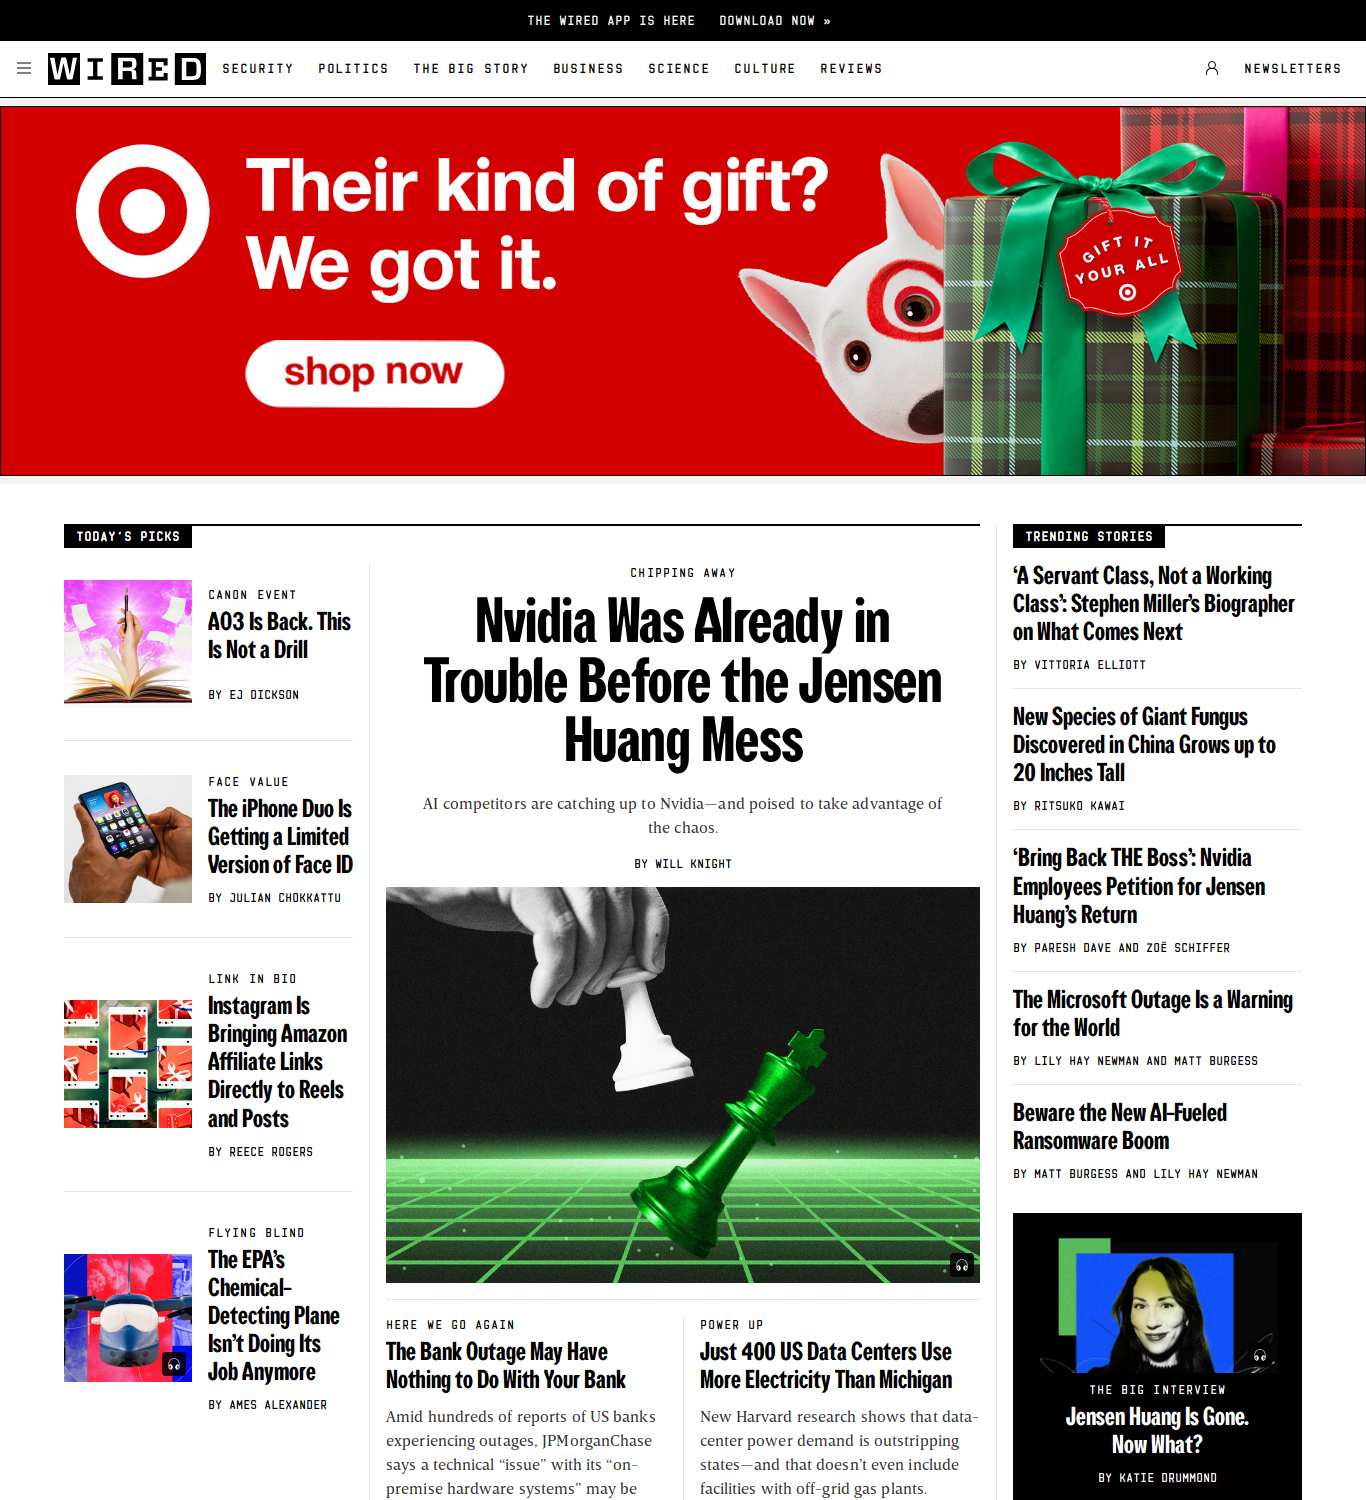 THE WIRED APP IS HERE DOWNLOAD NOW »
WIRED SECURITY POLITICS THE BIG STORY BUSINESS SCIENCE CULTURE REVIEWS NEWSLETTERS
Their kind of gift?
We got it.
shop now
GIFT IT
YOUR ALL
TODAY'S PICKS
CANON EVENT
AO3 Is Back. This
Is Not a Drill
BY EJ DICKSON
FACE VALUE
The iPhone Duo Is
Getting a Limited
Version of Face ID
BY JULIAN CHOKKATTU
LINK IN BIO
Instagram Is
Bringing Amazon
Affiliate Links
Directly to Reels
and Posts
BY REECE ROGERS
FLYING BLIND
The EPA’s
Chemical-
Detecting Plane
Isn’t Doing Its
Job Anymore
BY AMES ALEXANDER
CHIPPING AWAY
Nvidia Was Already in
Trouble Before the Jensen
Huang Mess
AI competitors are catching up to Nvidia—and poised to take advantage of
the chaos.
BY WILL KNIGHT
HERE WE GO AGAIN
The Bank Outage May Have
Nothing to Do With Your Bank
Amid hundreds of reports of US banks
experiencing outages, JPMorganChase
says a technical “issue” with its “on-
premise hardware systems” may be
POWER UP
Just 400 US Data Centers Use
More Electricity Than Michigan
New Harvard research shows that data-
center power demand is outstripping
states—and that doesn’t even include
facilities with off-grid gas plants.
TRENDING STORIES
‘A Servant Class, Not a Working
Class’: Stephen Miller’s Biographer
on What Comes Next
BY VITTORIA ELLIOTT
New Species of Giant Fungus
Discovered in China Grows up to
20 Inches Tall
BY RITSUKO KAWAI
‘Bring Back THE Boss’: Nvidia
Employees Petition for Jensen
Huang’s Return
BY PARESH DAVE AND ZOË SCHIFFER
The Microsoft Outage Is a Warning
for the World
BY LILY HAY NEWMAN AND MATT BURGESS
Beware the New AI-Fueled
Ransomware Boom
BY MATT BURGESS AND LILY HAY NEWMAN
THE BIG INTERVIEW
Jensen Huang Is Gone.
Now What?
BY KATIE DRUMMOND